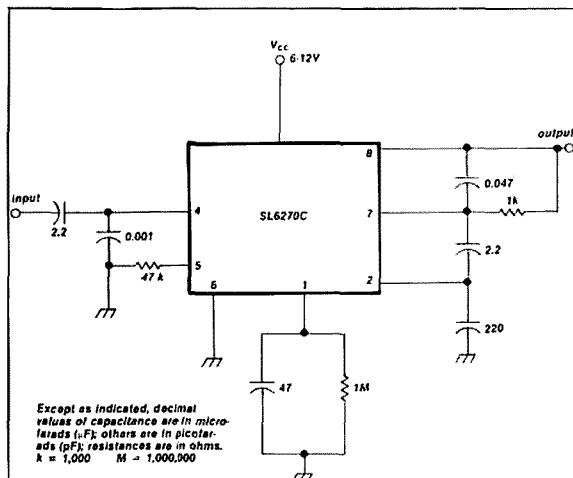 Vcc
6-12V
output
8
0.047
input
1k
4
SL6270C
7
2.2
0.001
2.2
5
47 k
2
6
1
220
47
1M
Except as indicated, decimal
values of capacitance are in micro-
farads (μF); others are in picofar-
ads (pF); resistances are in ohms.
k = 1,000 M = 1,000,000